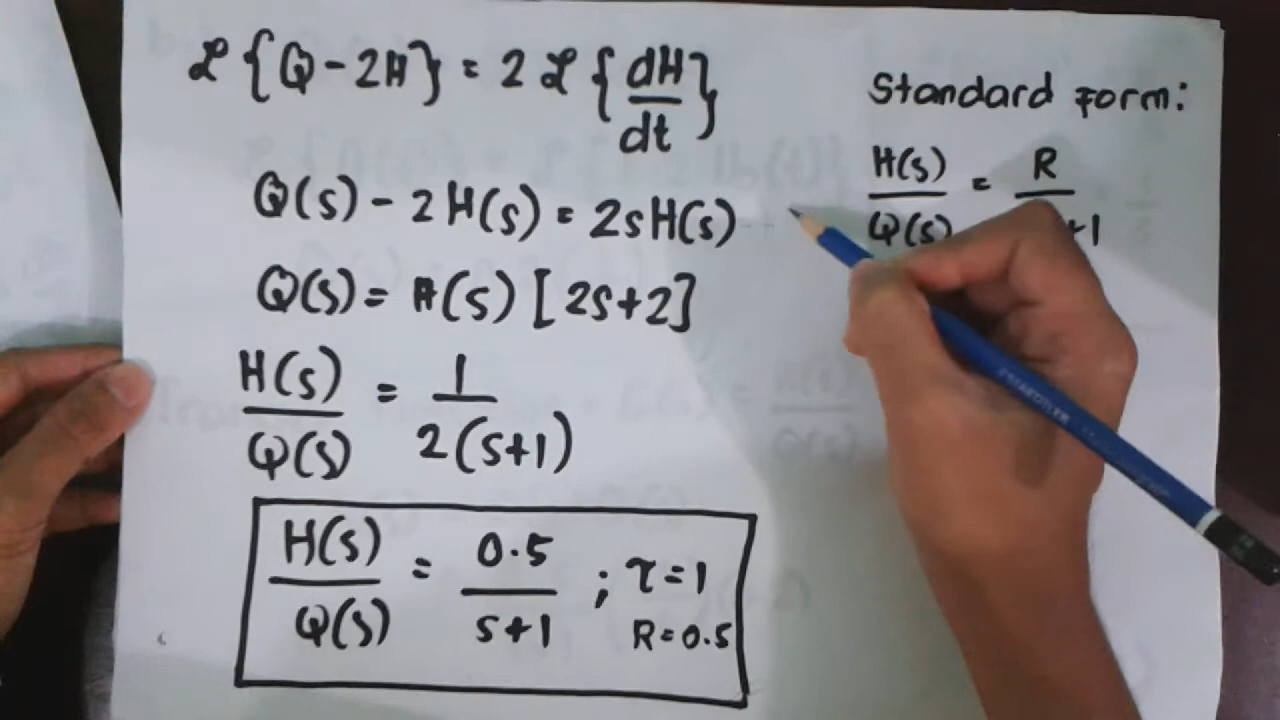 ℒ{Q - 2H} = 2 ℒ{dH/dt}
Q(s) - 2H(s) = 2sH(s)
Q(s) = H(s) [2s+2]
H(s)/Q(s) = 1/2(s+1)
H(s)/Q(s) = 0.5/s+1 ; τ=1
R=0.5
Standard form:
H(s)/Q(s) = R/+1
STAEDTLER